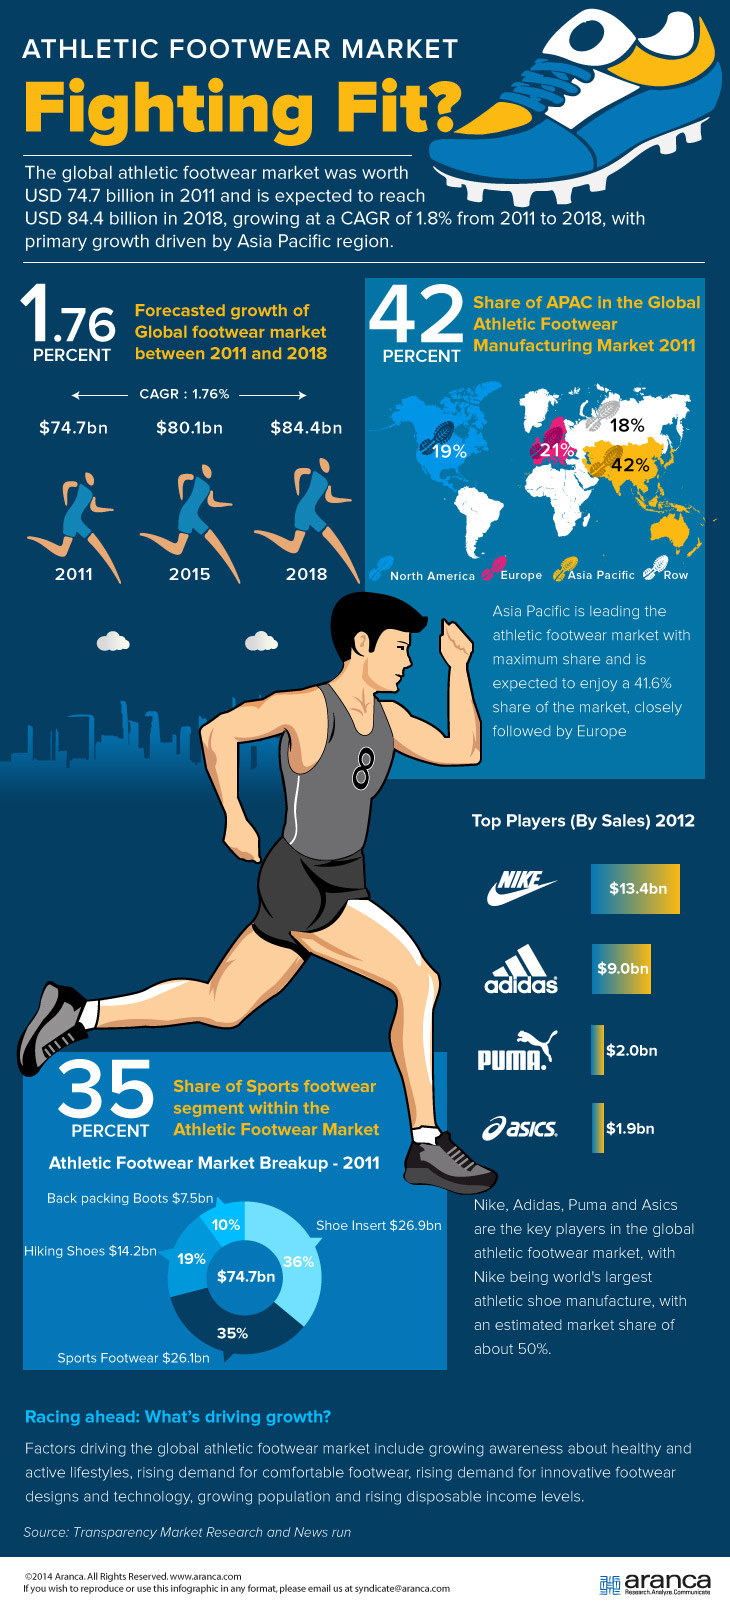 ATHLETIC FOOTWEAR MARKET
Fighting Fit?
The global athletic footwear market was worth
USD 74.7 billion in 2011 and is expected to reach
USD 84.4 billion in 2018, growing at a CAGR of 1.8% from 2011 to 2018, with
primary growth driven by Asia Pacific region.
1.76
PERCENT
Forecasted growth of
Global footwear market
between 2011 and 2018
CAGR : 1.76%
$74.7bn $80.1bn $84.4bn
2011 2015 2018
42
PERCENT
Share of APAC in the Global
Athletic Footwear
Manufacturing Market 2011
18%
19%
21%
42%
North America Europe Asia Pacific Row
Asia Pacific is leading the
athletic footwear market with
maximum share and is
expected to enjoy a 41.6%
share of the market, closely
followed by Europe
8
Top Players (By Sales) 2012
NIKE $13.4bn
adidas $9.0bn
PUMA $2.0bn
asics $1.9bn
Nike, Adidas, Puma and Asics
are the key players in the global
athletic footwear market, with
Nike being world's largest
athletic shoe manufacture, with
an estimated market share of
about 50%.
35
PERCENT
Share of Sports footwear
segment within the
Athletic Footwear Market
Athletic Footwear Market Breakup - 2011
Back packing Boots $7.5bn
10%
Shoe Insert $26.9bn
36%
Hiking Shoes $14.2bn
19%
$74.7bn
35%
Sports Footwear $26.1bn
Racing ahead: What's driving growth?
Factors driving the global athletic footwear market include growing awareness about healthy and
active lifestyles, rising demand for comfortable footwear, rising demand for innovative footwear
designs and technology, growing population and rising disposable income levels.
Source: Transparency Market Research and News run
©2014 Aranca. All Rights Reserved. www.aranca.com
If you wish to reproduce or use this infographic in any format, please email us at syndicate@aranca.com
aranca
Research.Analyze.Communicate